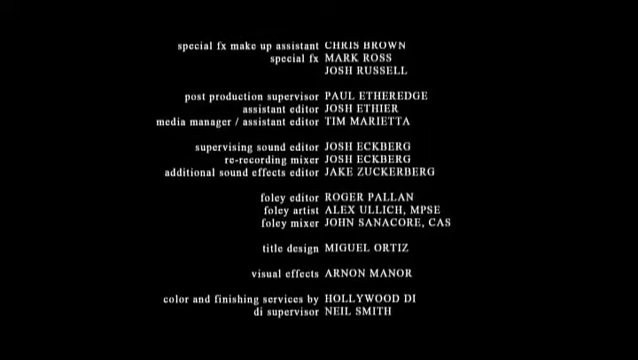 special fx make up assistant CHRIS BROWN
special fx MARK ROSS
JOSH RUSSELL
post production supervisor PAUL ETHEREDGE
assistant editor JOSH ETHIER
media manager / assistant editor TIM MARIETTA
supervising sound editor JOSH ECKBERG
re-recording mixer JOSH ECKBERG
additional sound effects editor JAKE ZUCKERBERG
foley editor ROGER PALLAN
foley artist ALEX ULLICH, MPSE
foley mixer JOHN SANACORE, CAS
title design MIGUEL ORTIZ
visual effects ARNON MANOR
color and finishing services by HOLLYWOOD DI
di supervisor NEIL SMITH